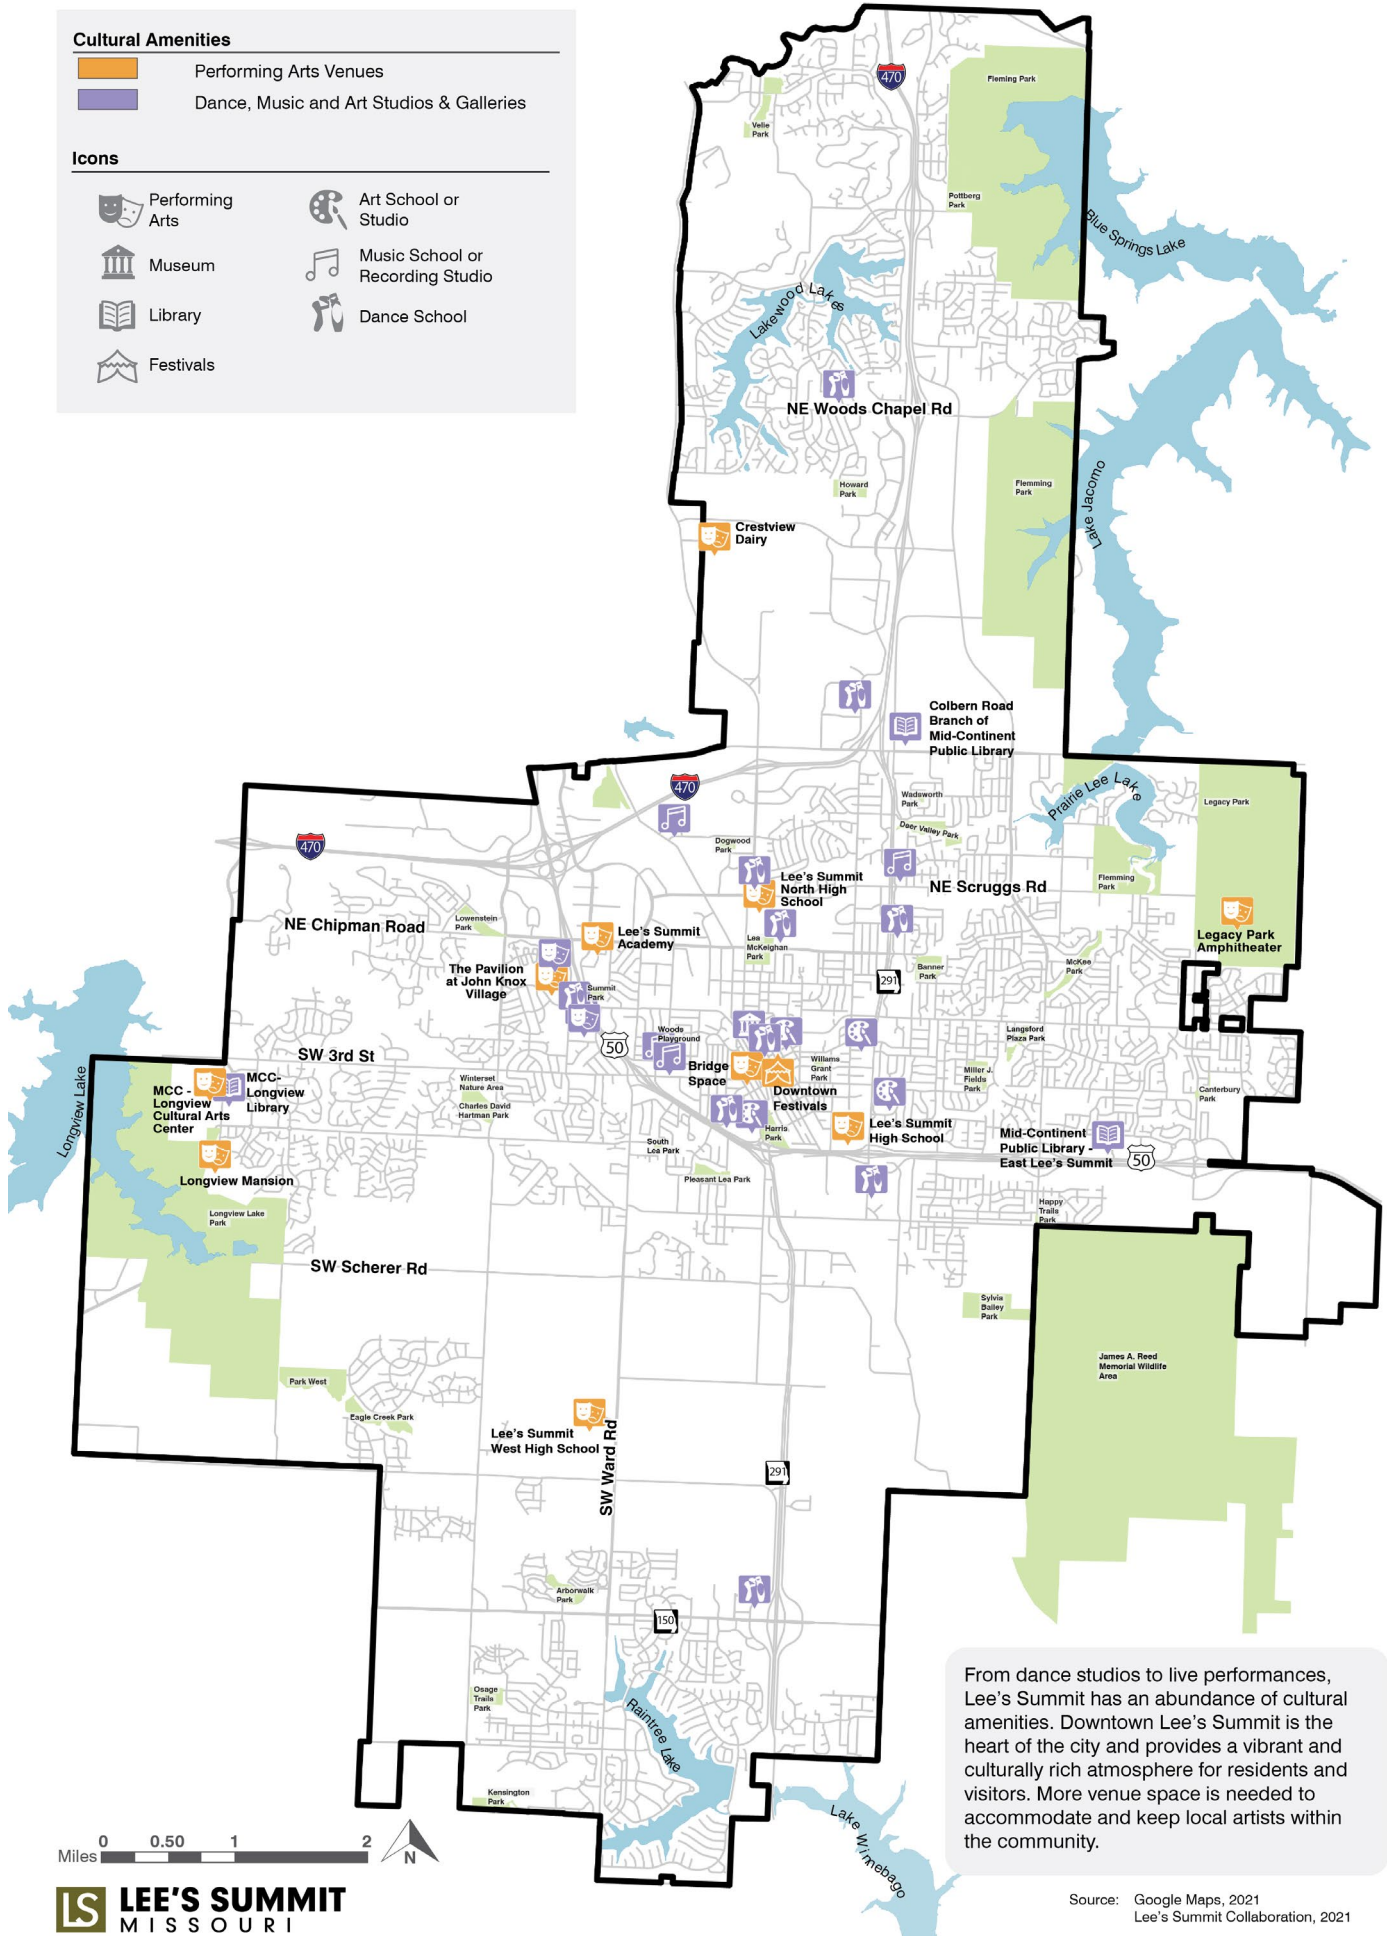 Cultural Amenities
Performing Arts Venues
Dance, Music and Art Studios & Galleries
Icons
Performing
Arts
Museum
Library
Festivals
Art School or
Studio
Music School or
Recording Studio
Dance School
470
Fleming Park
Velie
Park
Pottberg
Park
Blue Springs Lake
Lakewood Lakes
NE Woods Chapel Rd
Howard
Park
Flemming
Park
Lake Jacomo
Crestview
Dairy
Colbern Road
Branch of
Mid-Continent
Public Library
470
470
Wadsworth
Park
Deer Valley Park
Prairie Lee Lake
Legacy Park
Dogwood
Park
Lee's Summit
North High
School
NE Scruggs Rd
Flemming
Park
NE Chipman Road
Lowenstein
Park
Lee's Summit
Academy
Lea
McKeighan
Park
Legacy Park
Amphitheater
The Pavilion
at John Knox
Village
Summit
Park
Banner
Park
McKee
Park
291
50
Woods
Playground
Langsford
Plaza Park
SW 3rd St
Bridge
Space
Willams
Grant
Park
Miller J.
Fields
Park
Downtown
Festivals
Canterbury
Park
Longview Lake
MCC -
Longview
Cultural Arts
Center
MCC-
Longview
Library
Winterset
Nature Area
Charles David
Hartman Park
Harris
Park
Lee's Summit
High School
Mid-Continent
Public Library -
East Lee's Summit
50
South
Lea Park
Pleasant Lea Park
Longview Mansion
Longview Lake
Park
Happy
Trails
Park
SW Scherer Rd
Sylvia
Bailey
Park
James A. Reed
Memorial Wildlife
Area
Park West
Eagle Creek Park
Lee's Summit
West High School
SW Ward Rd
291
Arborwalk
Park
150
Osage
Trails
Park
Raintree Lake
Kensington
Park
Lake Winnebago
From dance studios to live performances,
Lee's Summit has an abundance of cultural
amenities. Downtown Lee's Summit is the
heart of the city and provides a vibrant and
culturally rich atmosphere for residents and
visitors. More venue space is needed to
accommodate and keep local artists within
the community.
0 0.50 1 2
Miles
N
LS LEE'S SUMMIT
MISSOURI
Source: Google Maps, 2021
Lee's Summit Collaboration, 2021